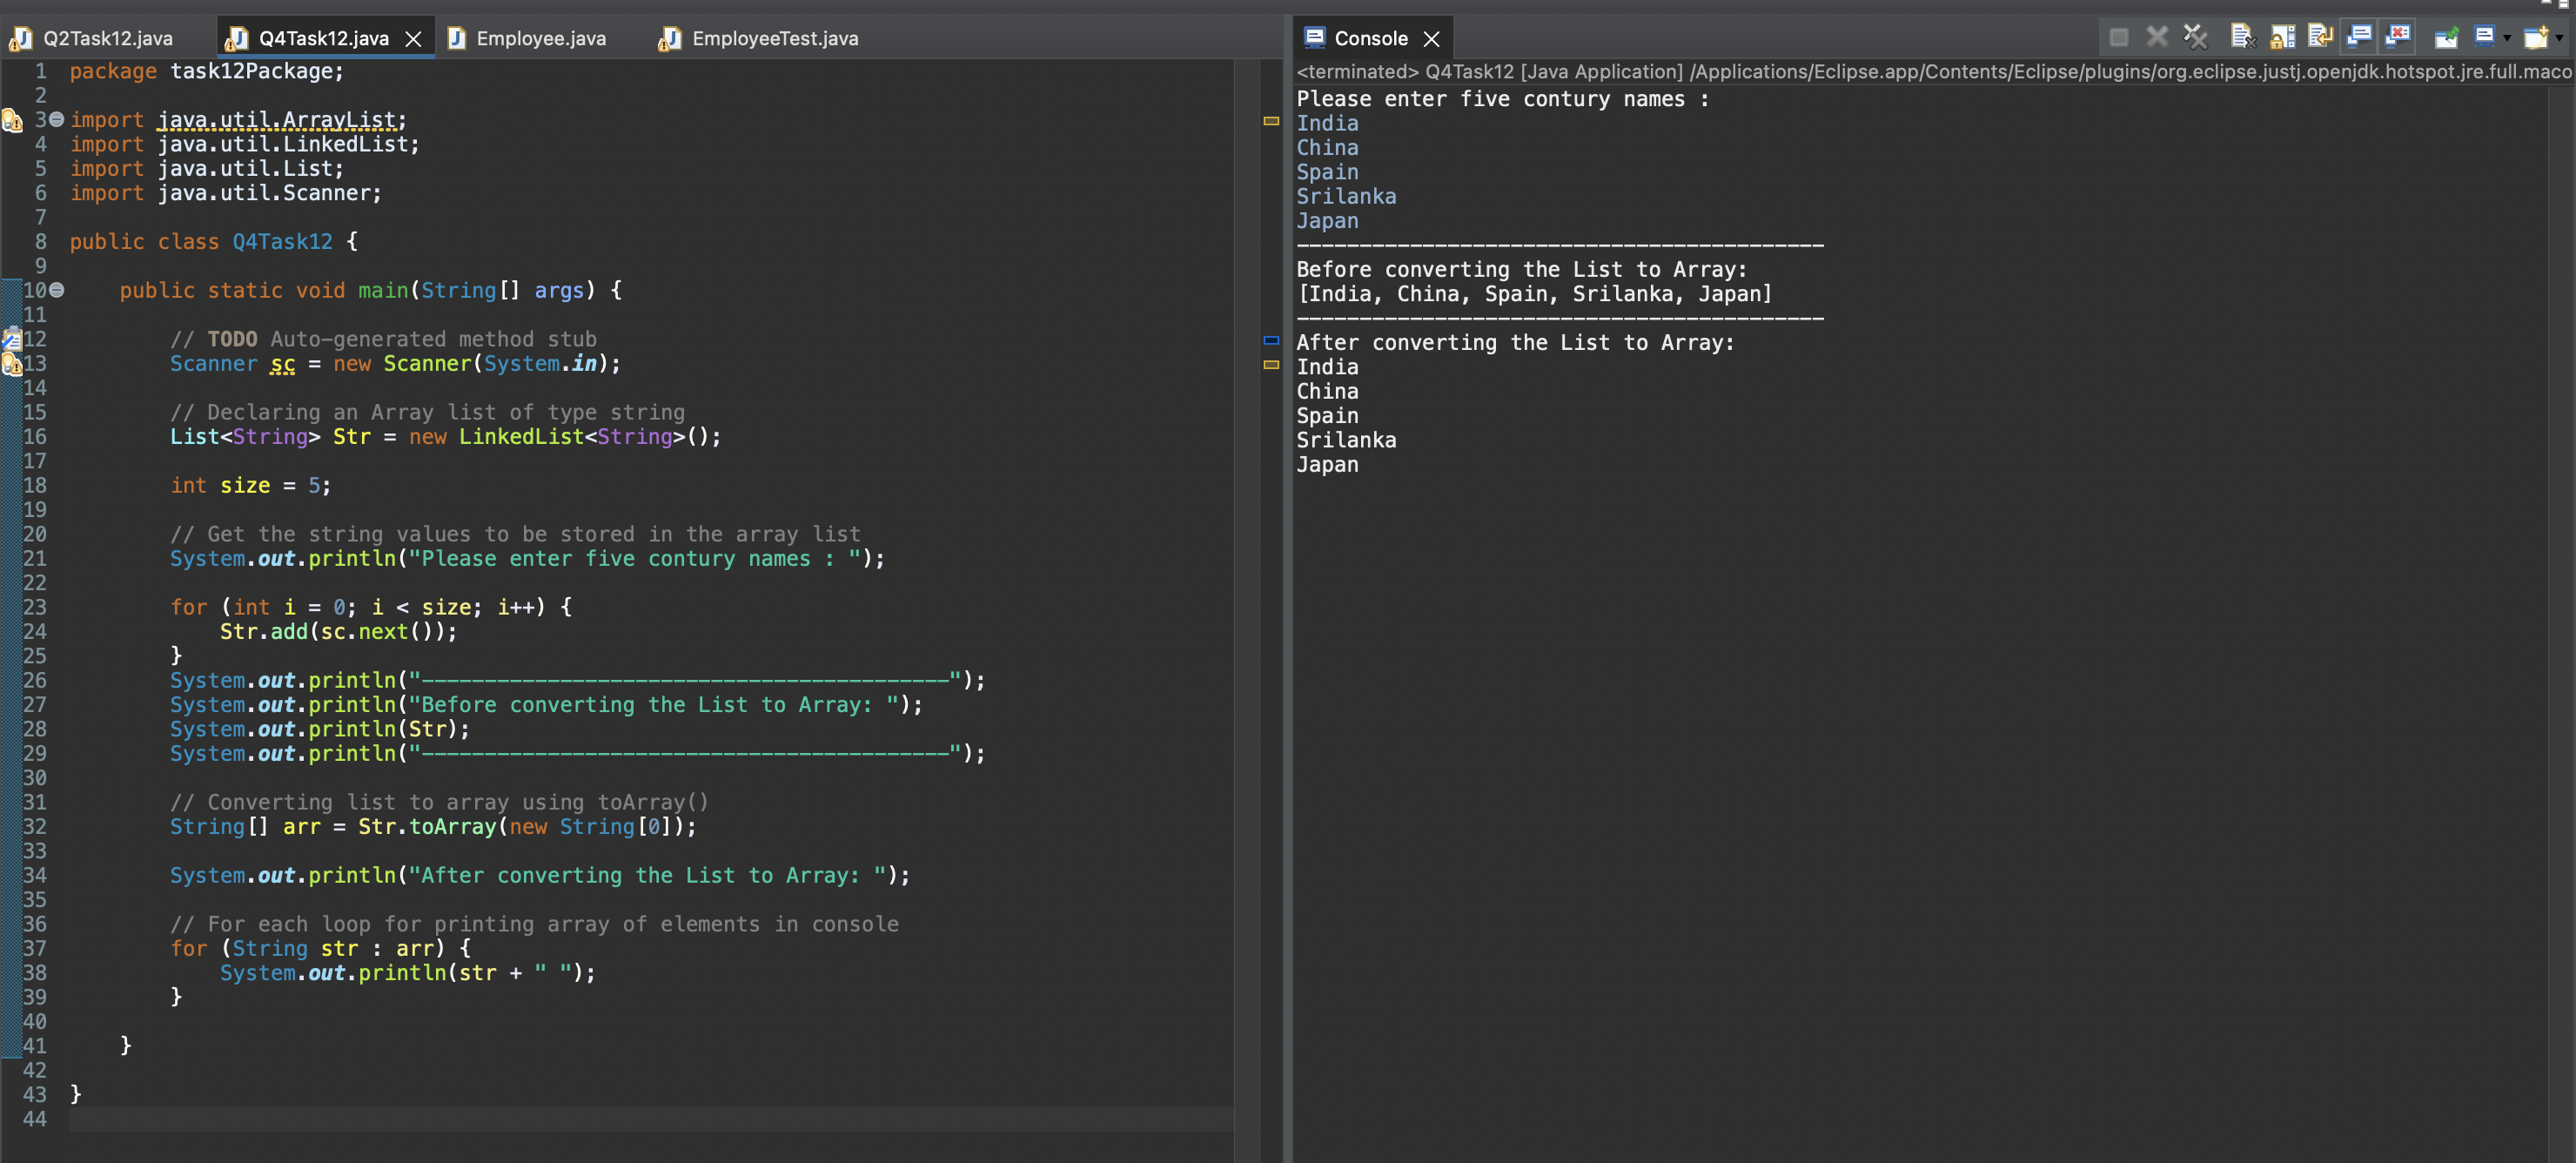 Q2Task12.java Q4Task12.java Employee.java EmployeeTest.java
1 package task12Package;
2
3 import java.util.ArrayList;
4 import java.util.LinkedList;
5 import java.util.List;
6 import java.util.Scanner;
7
8 public class Q4Task12 {
9
10 public static void main(String[] args) {
11
12 // TODO Auto-generated method stub
13 Scanner sc = new Scanner(System.in);
14
15 // Declaring an Array list of type string
16 List<String> Str = new LinkedList<String>();
17
18 int size = 5;
19
20 // Get the string values to be stored in the array list
21 System.out.println("Please enter five contury names : ");
22
23 for (int i = 0; i < size; i++) {
24 Str.add(sc.next());
25 }
26 System.out.println("------------------------------------------");
27 System.out.println("Before converting the List to Array: ");
28 System.out.println(Str);
29 System.out.println("------------------------------------------");
30
31 // Converting list to array using toArray()
32 String[] arr = Str.toArray(new String[0]);
33
34 System.out.println("After converting the List to Array: ");
35
36 // For each loop for printing array of elements in console
37 for (String str : arr) {
38 System.out.println(str + " ");
39 }
40
41 }
42
43 }
44
Console
<terminated> Q4Task12 [Java Application] /Applications/Eclipse.app/Contents/Eclipse/plugins/org.eclipse.justj.openjdk.hotspot.jre.full.maco
Please enter five contury names :
India
China
Spain
Srilanka
Japan
------------------------------------------
Before converting the List to Array:
[India, China, Spain, Srilanka, Japan]
------------------------------------------
After converting the List to Array:
India
China
Spain
Srilanka
Japan